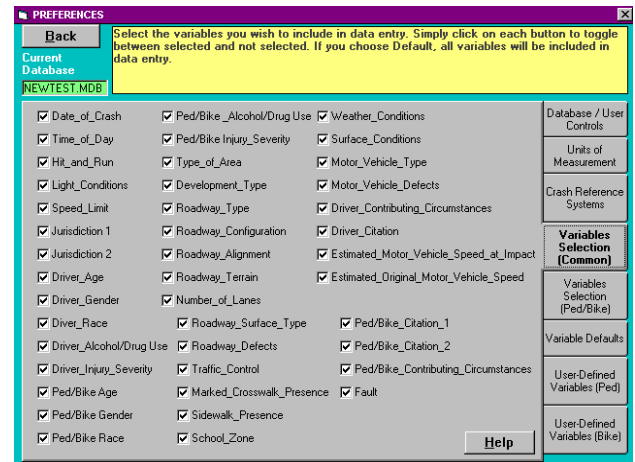 PREFERENCES
Back
Select the variables you wish to include in data entry. Simply click on each button to toggle
between selected and not selected. If you choose Default, all variables will be included in
data entry.
Current
Database
NEWTEST.MDB
Date_of_Crash
Time_of_Day
Hit_and_Run
Light_Conditions
Speed_Limit
Jurisdiction 1
Jurisdiction 2
Driver_Age
Driver_Gender
Diver_Race
Driver_Alcohol/Drug Use
Driver_Injury_Severity
Ped/Bike Age
Ped/Bike Gender
Ped/Bike Race
Ped/Bike _Alcohol/Drug Use
Ped/Bike Injury_Severity
Type_of_Area
Development_Type
Roadway_Type
Roadway_Configuration
Roadway_Alignment
Roadway_Terrain
Number_of_Lanes
Roadway_Surface_Type
Roadway_Defects
Traffic_Control
Marked_Crosswalk_Presence
Sidewalk_Presence
School_Zone
Weather_Conditions
Surface_Conditions
Motor_Vehicle_Type
Motor_Vehicle_Defects
Driver_Contributing_Circumstances
Driver_Citation
Estimated_Motor_Vehicle_Speed_at_Impact
Estimated_Original_Motor_Vehicle_Speed
Ped/Bike_Citation_1
Ped/Bike_Citation_2
Ped/Bike_Contributing_Circumstances
Fault
Help
Database / User
Controls
Units of
Measurement
Crash Reference
Systems
Variables
Selection
(Common)
Variables
Selection
(Ped/Bike)
Variable Defaults
User-Defined
Variables (Ped)
User-Defined
Variables (Bike)